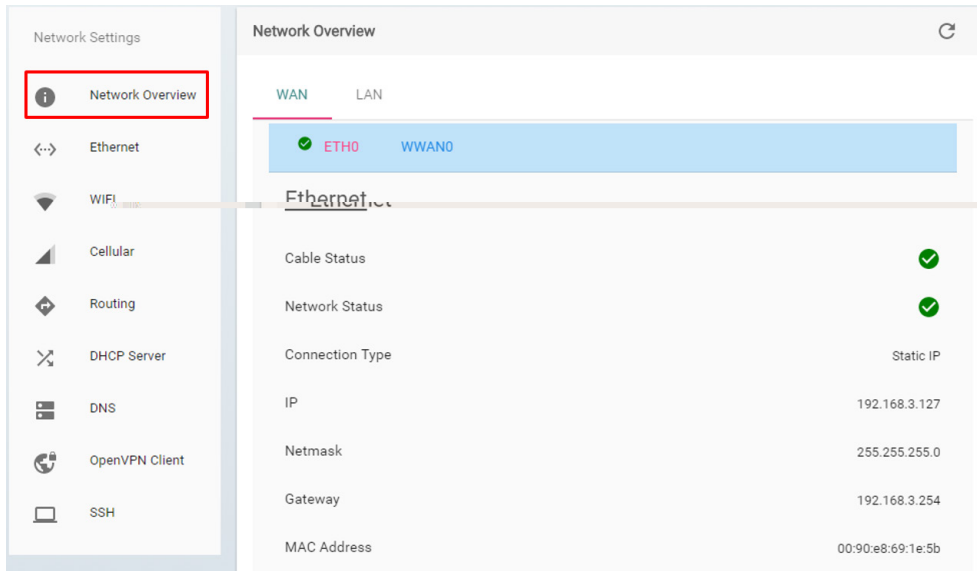 Network Settings
Network Overview
Ethernet
WIFI
Cellular
Routing
DHCP Server
DNS
OpenVPN Client
SSH
Network Overview
WAN LAN
ETH0 WWAN0
Ethernet
Cable Status
Network Status
Connection Type Static IP
IP 192.168.3.127
Netmask 255.255.255.0
Gateway 192.168.3.254
MAC Address 00:90:e8:69:1e:5b